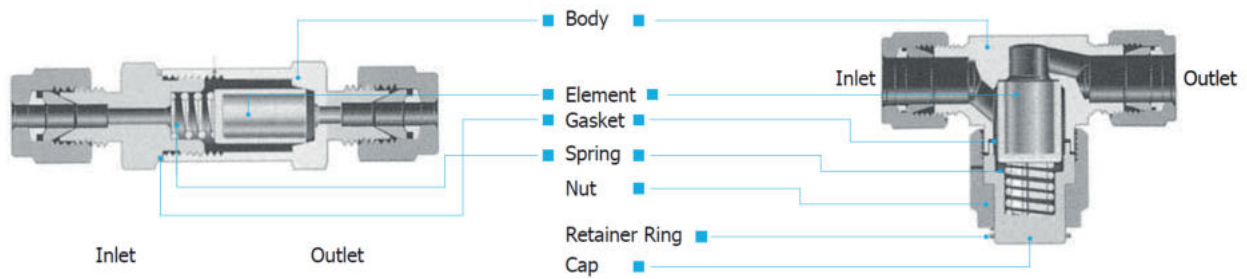 Body
Inlet
Outlet
Element
Gasket
Spring
Nut
Retainer Ring
Cap
Inlet
Outlet